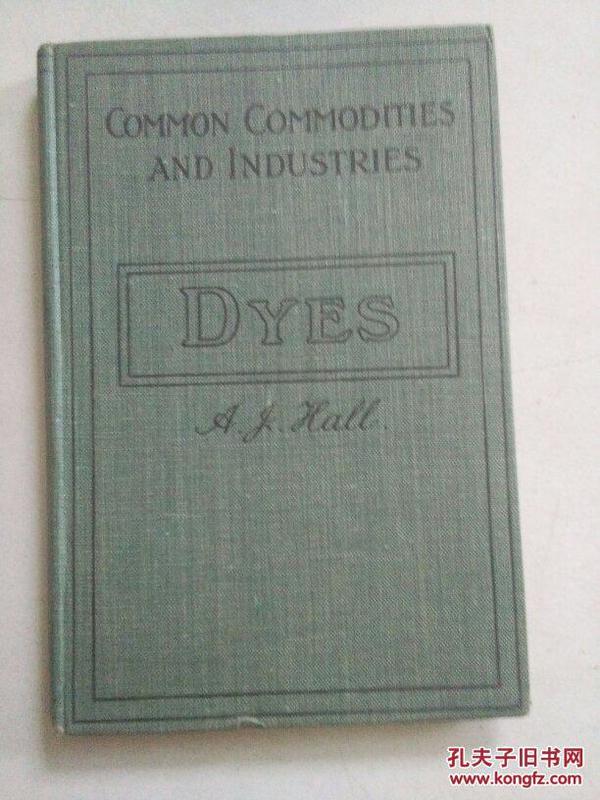 COMMON COMMODITIES
AND INDUSTRIES
DYES
A. J. Hall.
孔夫子旧书网
www.kongfz.com